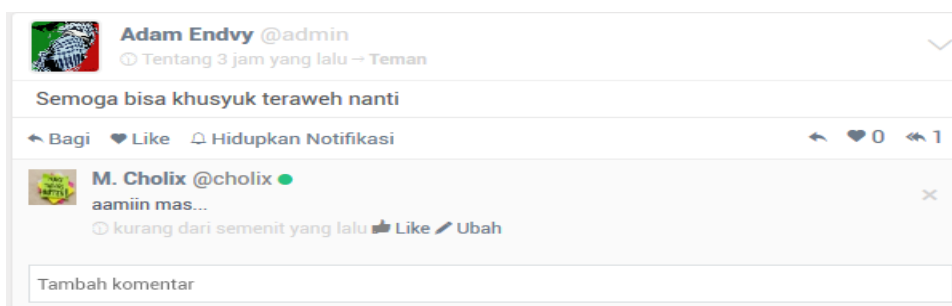 Adam Endvy @admin
Tentang 3 jam yang lalu → Teman
Semoga bisa khusyuk teraweh nanti
Bagi Like Hidupkan Notifikasi 0 1
M. Cholix @cholix
aamiin mas...
kurang dari semenit yang lalu Like Ubah
Tambah komentar